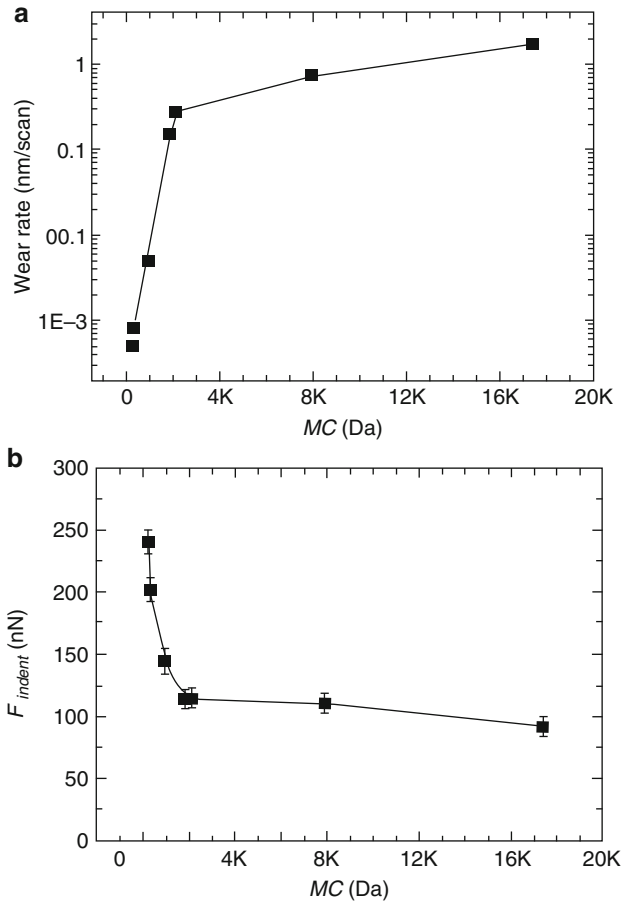 a
Wear rate (nm/scan)
1
0.1
00.1
1E–3
0 4K 8K 12K 16K 20K
MC (Da)
b
F indent (nN)
300
250
200
150
100
50
0
0 4K 8K 12K 16K 20K
MC (Da)